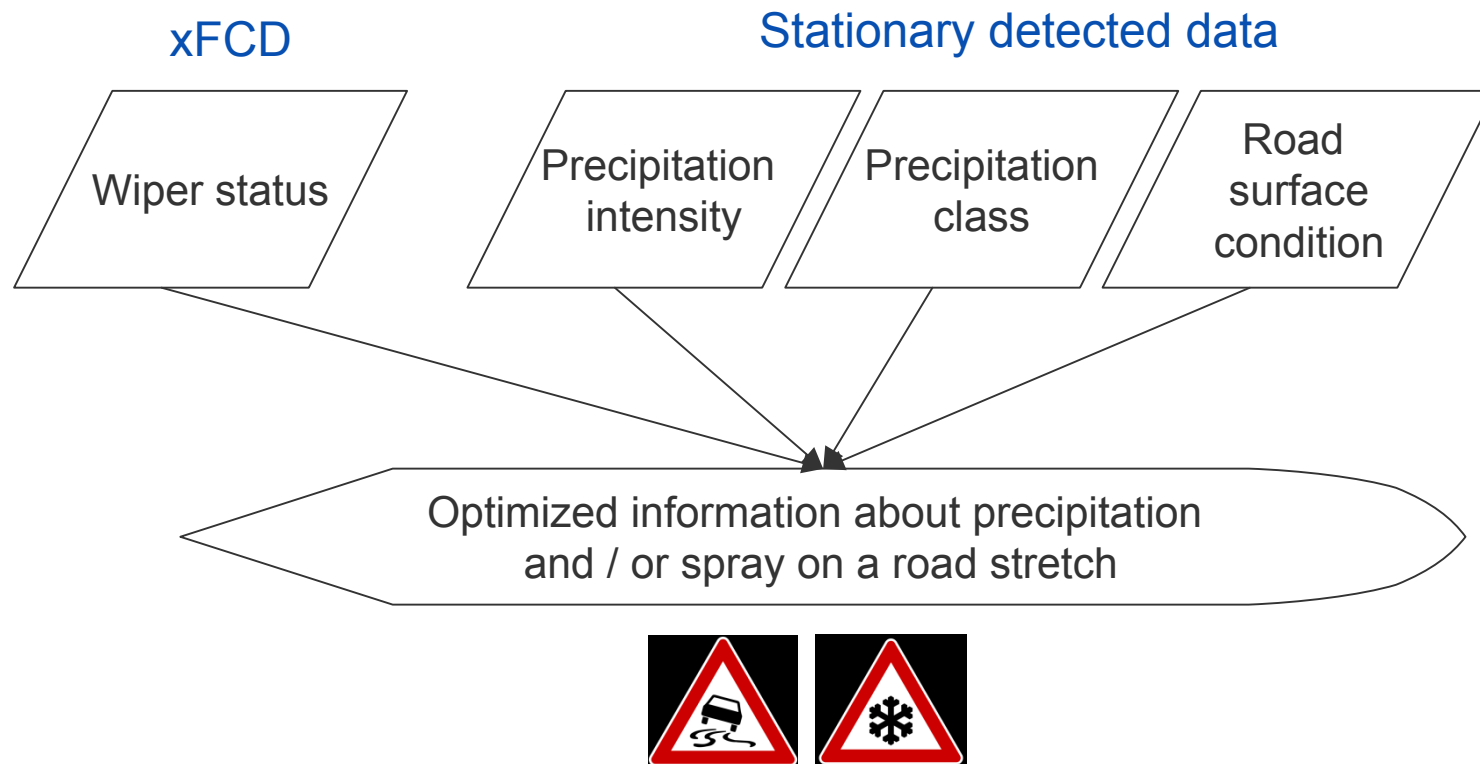 xFCD
Stationary detected data
Wiper status
Precipitation
intensity
Precipitation
class
Road
surface
condition
Optimized information about precipitation
and / or spray on a road stretch